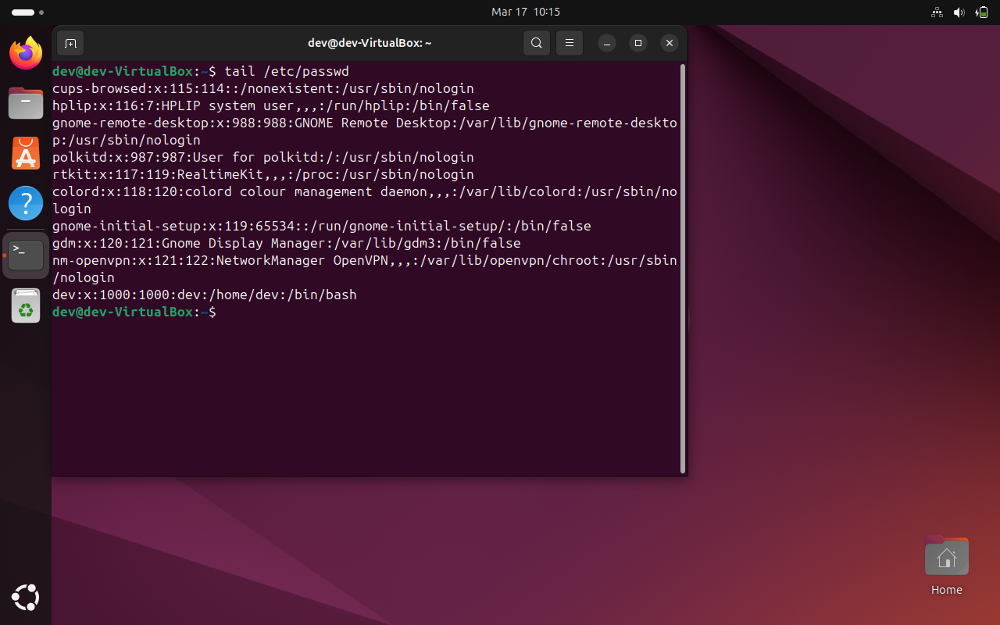 Mar 17 10:15
dev@dev-VirtualBox: ~
dev@dev-VirtualBox:~$ tail /etc/passwd
cups-browsed:x:115:114::/nonexistent:/usr/sbin/nologin
hplip:x:116:7:HPLIP system user,,,:/run/hplip:/bin/false
gnome-remote-desktop:x:988:988:GNOME Remote Desktop:/var/lib/gnome-remote-deskto
p:/usr/sbin/nologin
polkitd:x:987:987:User for polkitd:/:/usr/sbin/nologin
rtkit:x:117:119:RealtimeKit,,,:/proc:/usr/sbin/nologin
colord:x:118:120:colord colour management daemon,,,:/var/lib/colord:/usr/sbin/no
login
gnome-initial-setup:x:119:65534::/run/gnome-initial-setup/:/bin/false
gdm:x:120:121:Gnome Display Manager:/var/lib/gdm3:/bin/false
nm-openvpn:x:121:122:NetworkManager OpenVPN,,,:/var/lib/openvpn/chroot:/usr/sbin
/nologin
dev:x:1000:1000:dev:/home/dev:/bin/bash
dev@dev-VirtualBox:~$
Home